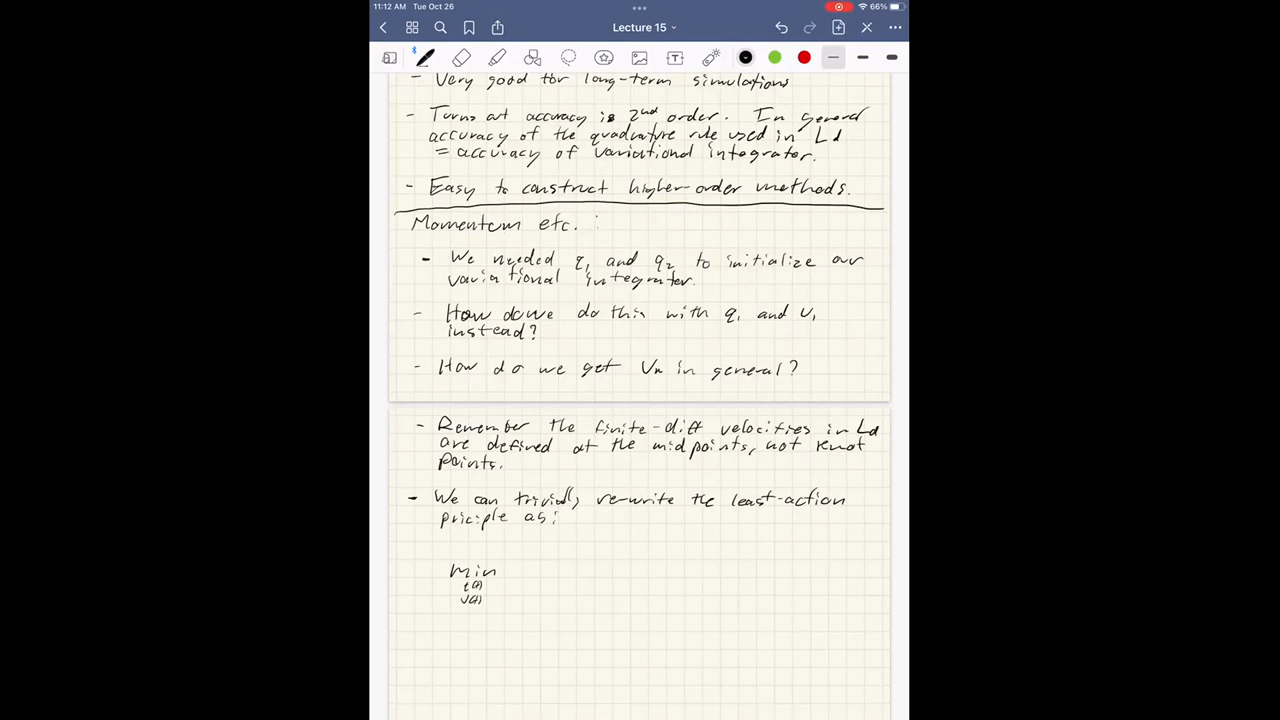 11:12 AM Tue Oct 26
66%
Lecture 15
- Very good for long-term simulations
- Turns out accuracy is 2nd order. In general
accuracy of the quadrature rule used in Ld
= accuracy of variational integrator.
- Easy to construct higher-order methods.
Momentum etc. :
- We needed q1 and q2 to initialize our
variational integrator.
- How do we do this with q1 and v1
instead?
- How do we get vn in general?
- Remember the finite-diff velocities in Ld
are defined at the midpoints, not knot
points.
- We can trivially re-write the least-action
priciple as:
min
q(t)
v(t)